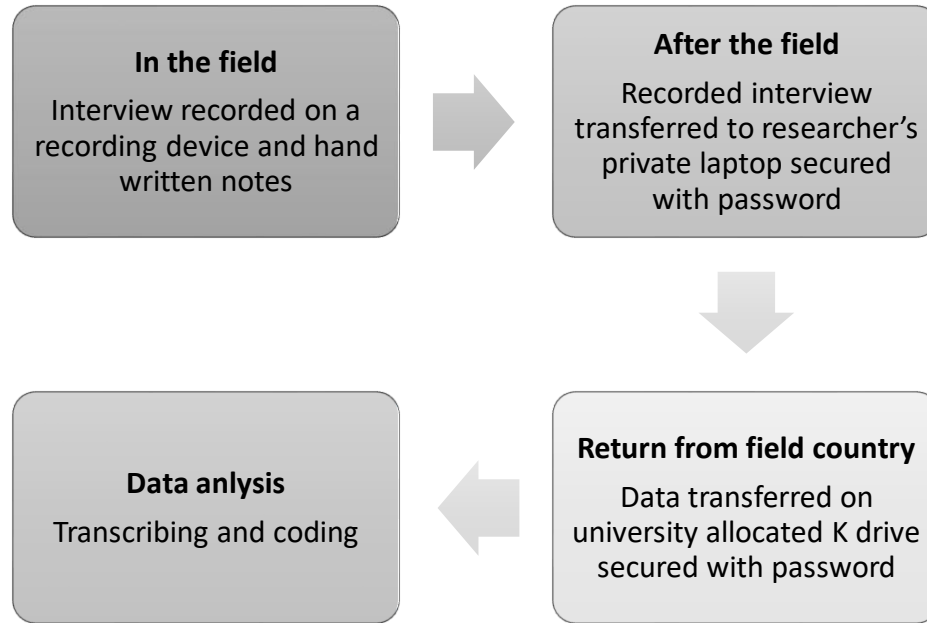 In the field
Interview recorded on a
recording device and hand
written notes
After the field
Recorded interview
transferred to researcher's
private laptop secured
with password
Return from field country
Data transferred on
university allocated K drive
secured with password
Data anlysis
Transcribing and coding